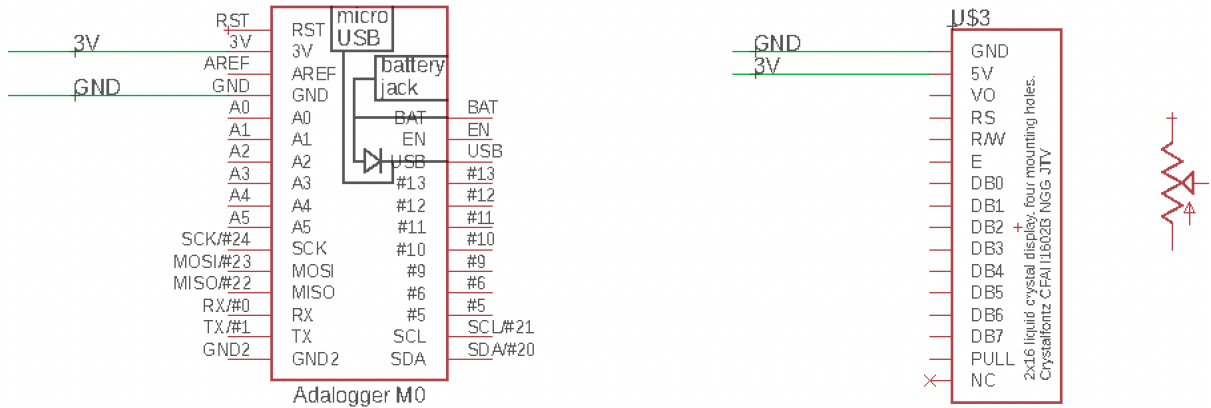 RST
3V
3V
AREF
GND
GND
A0
A1
A2
A3
A4
A5
SCK/#24
MOSI/#23
MISO/#22
RX/#0
TX/#1
GND2
micro
USB
battery
jack
RST
3V
AREF
GND
A0
A1
A2
A3
A4
A5
SCK
MOSI
MISO
RX
TX
GND2
BAT
EN
USB
#13
#12
#11
#10
#9
#6
#5
SCL
SDA
BAT
EN
USB
#13
#12
#11
#10
#9
#6
#5
SCL/#21
SDA/#20
Adalogger M0
U$3
GND
3V
GND
5V
VO
RS
R/W
E
DB0
DB1
DB2
DB3
DB4
DB5
DB6
DB7
PULL
NC
2x16 liquid crystal display, four mounting holes.
Crystalfontz CFAH1602B NGG JTV